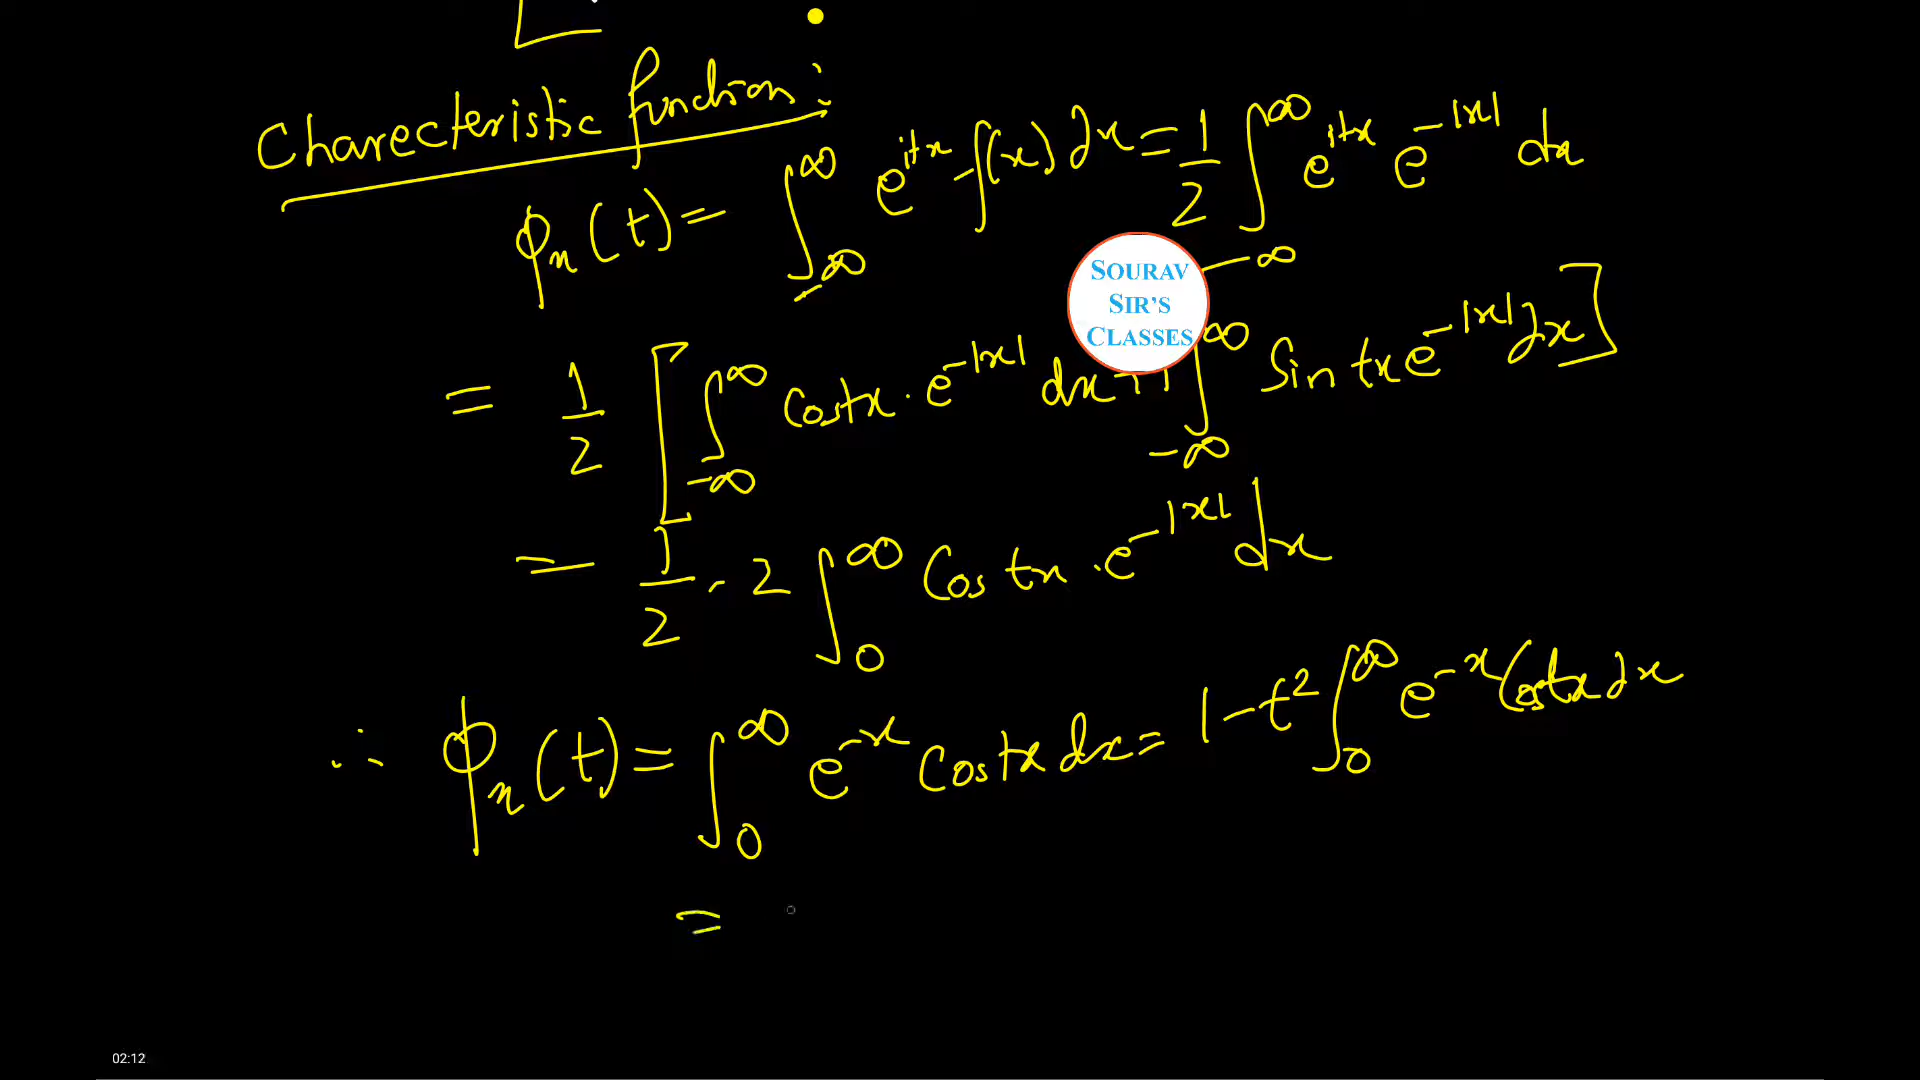 Charecteristic function:
φx(t) = ∫_{-∞}^{∞} e^{itx} f(x) dx = 1/2 ∫_{-∞}^{∞} e^{itx} e^{-|x|} dx
SOURAV
SIR'S
CLASSES
= 1/2 [ ∫_{-∞}^{∞} Cos tx . e^{-|x|} dx + i ∫_{-∞}^{∞} Sin tx e^{-|x|} dx ]
= 1/2 . 2 ∫_{0}^{∞} Cos tx . e^{-|x|} dx
∴ φx(t) = ∫_{0}^{∞} e^{-x} Cos tx dx = 1 - t² ∫_{0}^{∞} e^{-x} Cos tx dx
=
02:12